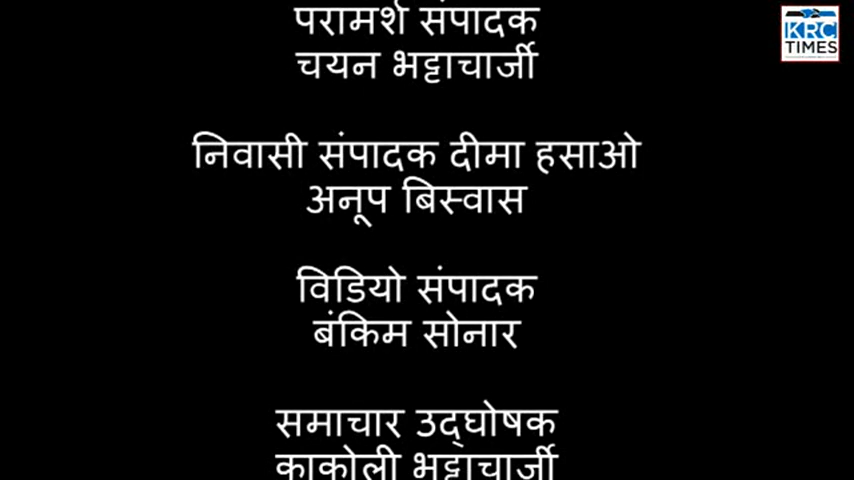 परामर्श संपादक
चयन भट्टाचार्जी
निवासी संपादक दीमा हसाओ
अनूप बिस्वास
विडियो संपादक
बंकिम सोनार
समाचार उद्घोषक
काकोली भट्टाचार्जी
KRC
TIMES